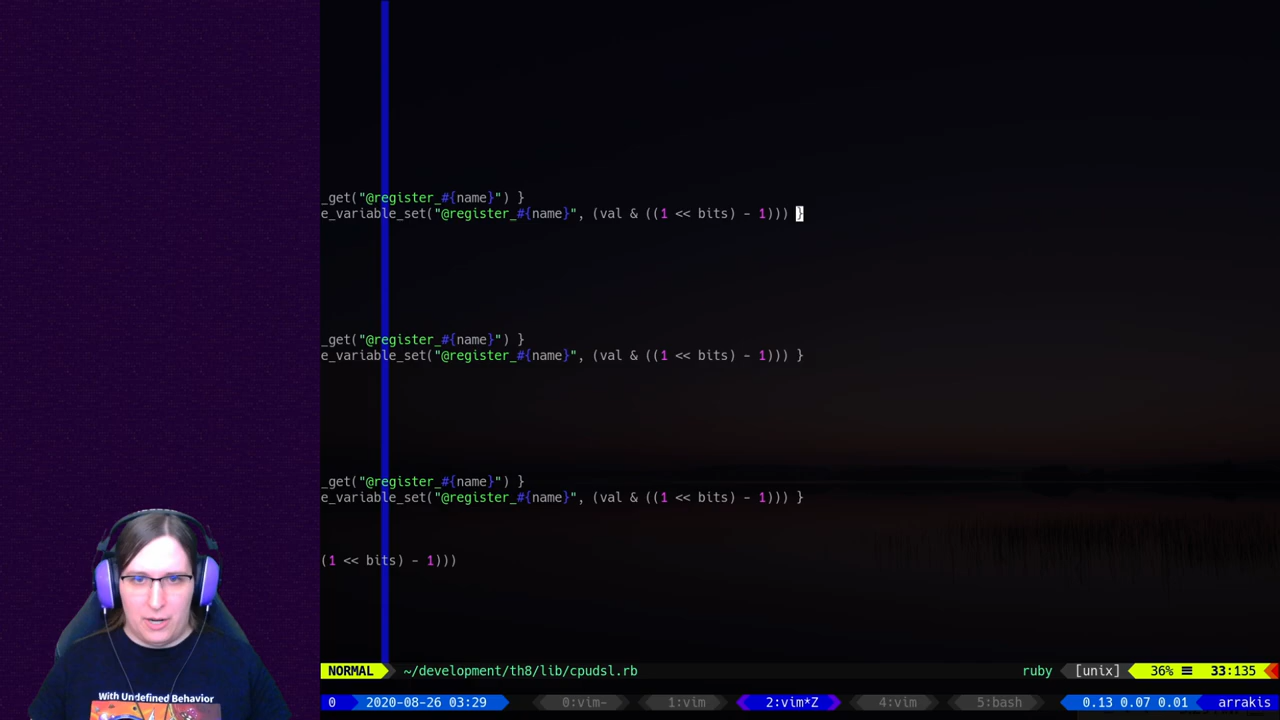 _get("@register_#{name}") }
e_variable_set("@register_#{name}", (val & ((1 << bits) - 1))) }
_get("@register_#{name}") }
e_variable_set("@register_#{name}", (val & ((1 << bits) - 1))) }
_get("@register_#{name}") }
e_variable_set("@register_#{name}", (val & ((1 << bits) - 1))) }
(1 << bits) - 1)))
With Undefined Behavior
NORMAL ~/development/th8/lib/cpudsl.rb ruby [unix] 36% ≡ 33:135
0 2020-08-26 03:29 0:vim- 1:vim 2:vim*Z 4:vim 5:bash 0.13 0.07 0.01 arrakis